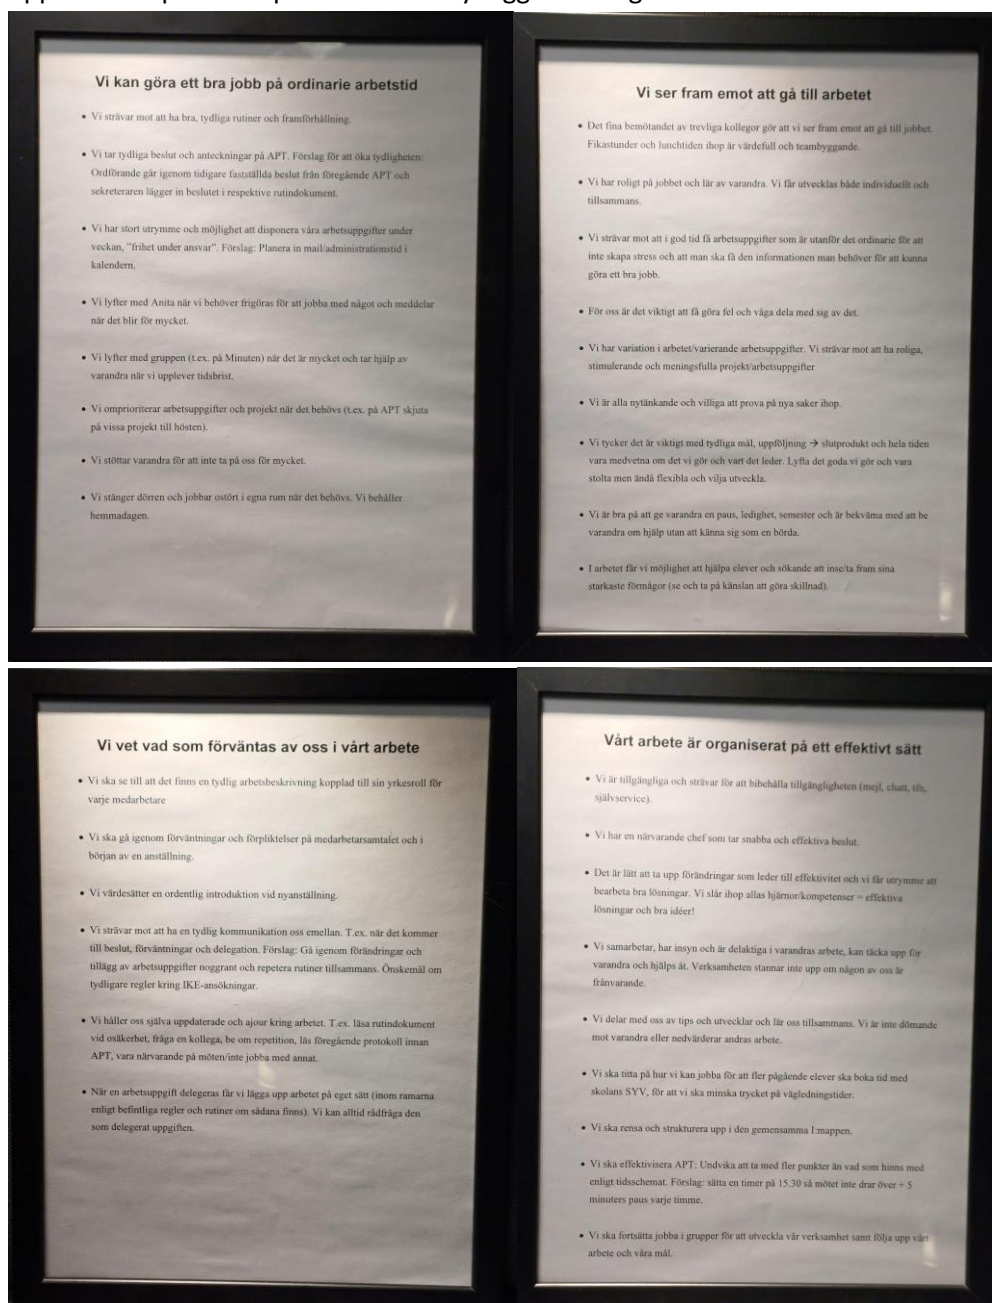 Vi kan göra ett bra jobb på ordinarie arbetstid
• Vi strävar mot att ha bra, tydliga rutiner och framförhållning.
• Vi tar tydliga beslut och anteckningar på APT. Förslag för att öka tydligheten:
Ordförande går igenom tidigare fastställda beslut från föregående APT och
sekreteraren lägger in beslutet i respektive rutindokument.
• Vi har stort utrymme och möjlighet att disponera våra arbetsuppgifter under
veckan, "frihet under ansvar". Förslag: Planera in mail/administrationstid i
kalendern.
• Vi lyfter med Anita när vi behöver frigöras för att jobba med något och meddelar
när det blir för mycket.
• Vi lyfter med gruppen (t.ex. på Minuten) när det är mycket och tar hjälp av
varandra när vi upplever tidsbrist.
• Vi omprioriterar arbetsuppgifter och projekt när det behövs (t.ex. på APT skjuta
på vissa projekt till hösten).
• Vi stöttar varandra för att inte ta på oss för mycket.
• Vi stänger dörren och jobbar ostört i egna rum när det behövs. Vi behåller
hemmadagen.
Vi ser fram emot att gå till arbetet
• Det fina bemötandet av trevliga kollegor gör att vi ser fram emot att gå till jobbet.
Fikastunder och lunchtiden ihop är värdefull och teambyggande.
• Vi har roligt på jobbet och lär av varandra. Vi får utvecklas både individuellt och
tillsammans.
• Vi strävar mot att i god tid få arbetsuppgifter som är utanför det ordinarie för att
inte skapa stress och att man ska få den informationen man behöver för att kunna
göra ett bra jobb.
• För oss är det viktigt att få göra fel och våga dela med sig av det.
• Vi har variation i arbetet/varierande arbetsuppgifter. Vi strävar mot att ha roliga,
stimulerande och meningsfulla projekt/arbetsuppgifter
• Vi är alla nytänkande och villiga att prova på nya saker ihop.
• Vi tycker det är viktigt med tydliga mål, uppföljning → slutprodukt och hela tiden
vara medvetna om det vi gör och vart det leder. Lyfta det goda vi gör och vara
stolta men ändå flexibla och vilja utveckla.
• Vi är bra på att ge varandra en paus, ledighet, semester och är bekväma med att be
varandra om hjälp utan att känna sig som en börda.
• I arbetet får vi möjlighet att hjälpa elever och sökande att inse/ta fram sina
starkaste förmågor (se och ta på känslan att göra skillnad).
Vi vet vad som förväntas av oss i vårt arbete
• Vi ska se till att det finns en tydlig arbetsbeskrivning kopplad till sin yrkesroll för
varje medarbetare
• Vi ska gå igenom förväntningar och förpliktelser på medarbetarsamtalet och i
början av en anställning.
• Vi värdesätter en ordentlig introduktion vid nyanställning.
• Vi strävar mot att ha en tydlig kommunikation oss emellan. T.ex. när det kommer
till beslut, förväntningar och delegation. Förslag: Gå igenom förändringar och
tillägg av arbetsuppgifter noggrant och repetera rutiner tillsammans. Önskemål om
tydligare regler kring IKE-ansökningar.
• Vi håller oss själva uppdaterade och ajour kring arbetet. T.ex. läsa rutindokument
vid osäkerhet, fråga en kollega, be om repetition, läs föregående protokoll innan
APT, vara närvarande på möten/inte jobba med annat.
• När en arbetsuppgift delegeras får vi lägga upp arbetet på eget sätt (inom ramarna
enligt befintliga regler och rutiner om sådana finns). Vi kan alltid rådfråga den
som delegerat uppgiften.
Vårt arbete är organiserat på ett effektivt sätt
• Vi är tillgängliga och strävar för att bibehålla tillgängligheten (mejl, chatt, tfn,
självservice).
• Vi har en närvarande chef som tar snabba och effektiva beslut.
• Det är lätt att ta upp förändringar som leder till effektivitet och vi får utrymme att
bearbeta bra lösningar. Vi slår ihop allas hjärnor/kompetenser = effektiva
lösningar och bra idéer!
• Vi samarbetar, har insyn och är delaktiga i varandras arbete, kan täcka upp för
varandra och hjälps åt. Verksamheten stannar inte upp om någon av oss är
frånvarande.
• Vi delar med oss av tips och utvecklar och lär oss tillsammans. Vi är inte dömande
mot varandra eller nedvärderar andras arbete.
• Vi ska titta på hur vi kan jobba för att fler pågående elever ska boka tid med
skolans SYV, för att vi ska minska trycket på vägledningstider.
• Vi ska rensa och strukturera upp i den gemensamma I:mappen.
• Vi ska effektivisera APT: Undvika att ta med fler punkter än vad som hinns med
enligt tidsschemat. Förslag: sätta en timer på 15.30 så mötet inte drar över + 5
minuters paus varje timme.
• Vi ska fortsätta jobba i grupper för att utveckla vår verksamhet samt följa upp vårt
arbete och våra mål.